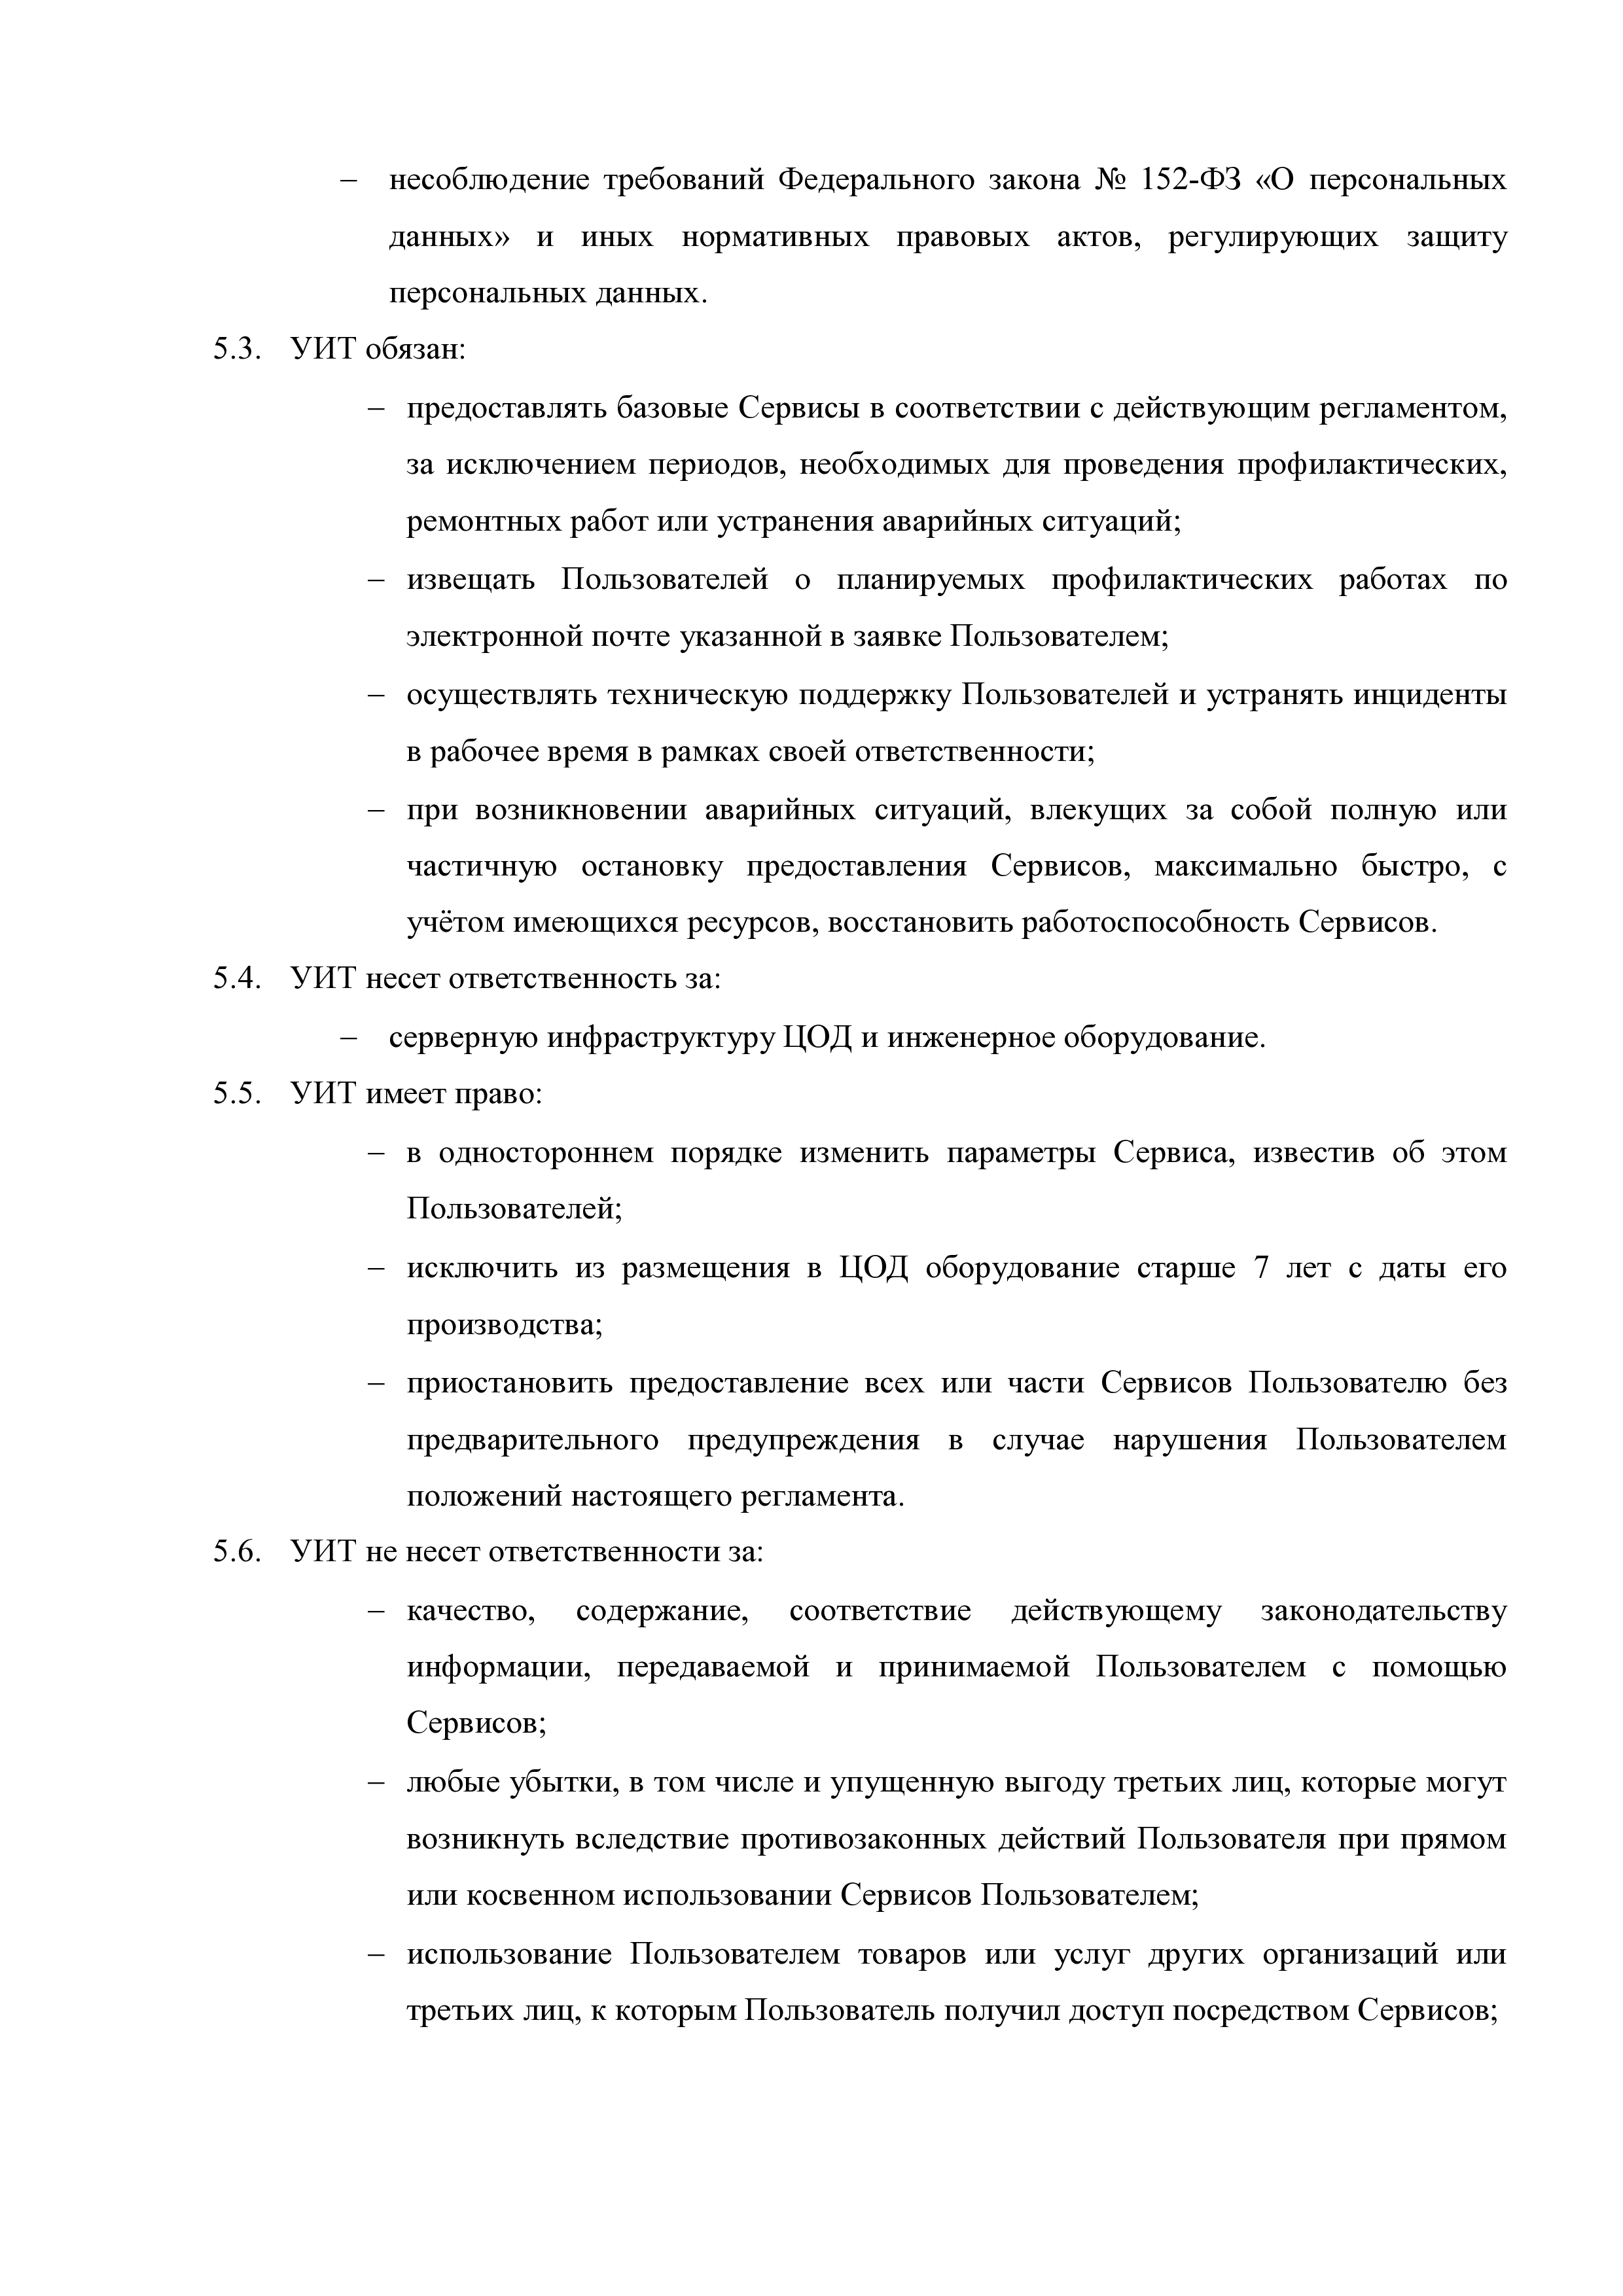 – несоблюдение требований Федерального закона № 152-ФЗ «О персональных
данных» и иных нормативных правовых актов, регулирующих защиту
персональных данных.
5.3. УИТ обязан:
– предоставлять базовые Сервисы в соответствии с действующим регламентом,
за исключением периодов, необходимых для проведения профилактических,
ремонтных работ или устранения аварийных ситуаций;
– извещать Пользователей о планируемых профилактических работах по
электронной почте указанной в заявке Пользователем;
– осуществлять техническую поддержку Пользователей и устранять инциденты
в рабочее время в рамках своей ответственности;
– при возникновении аварийных ситуаций, влекущих за собой полную или
частичную остановку предоставления Сервисов, максимально быстро, с
учётом имеющихся ресурсов, восстановить работоспособность Сервисов.
5.4. УИТ несет ответственность за:
– серверную инфраструктуру ЦОД и инженерное оборудование.
5.5. УИТ имеет право:
– в одностороннем порядке изменить параметры Сервиса, известив об этом
Пользователей;
– исключить из размещения в ЦОД оборудование старше 7 лет с даты его
производства;
– приостановить предоставление всех или части Сервисов Пользователю без
предварительного предупреждения в случае нарушения Пользователем
положений настоящего регламента.
5.6. УИТ не несет ответственности за:
– качество, содержание, соответствие действующему законодательству
информации, передаваемой и принимаемой Пользователем с помощью
Сервисов;
– любые убытки, в том числе и упущенную выгоду третьих лиц, которые могут
возникнуть вследствие противозаконных действий Пользователя при прямом
или косвенном использовании Сервисов Пользователем;
– использование Пользователем товаров или услуг других организаций или
третьих лиц, к которым Пользователь получил доступ посредством Сервисов;